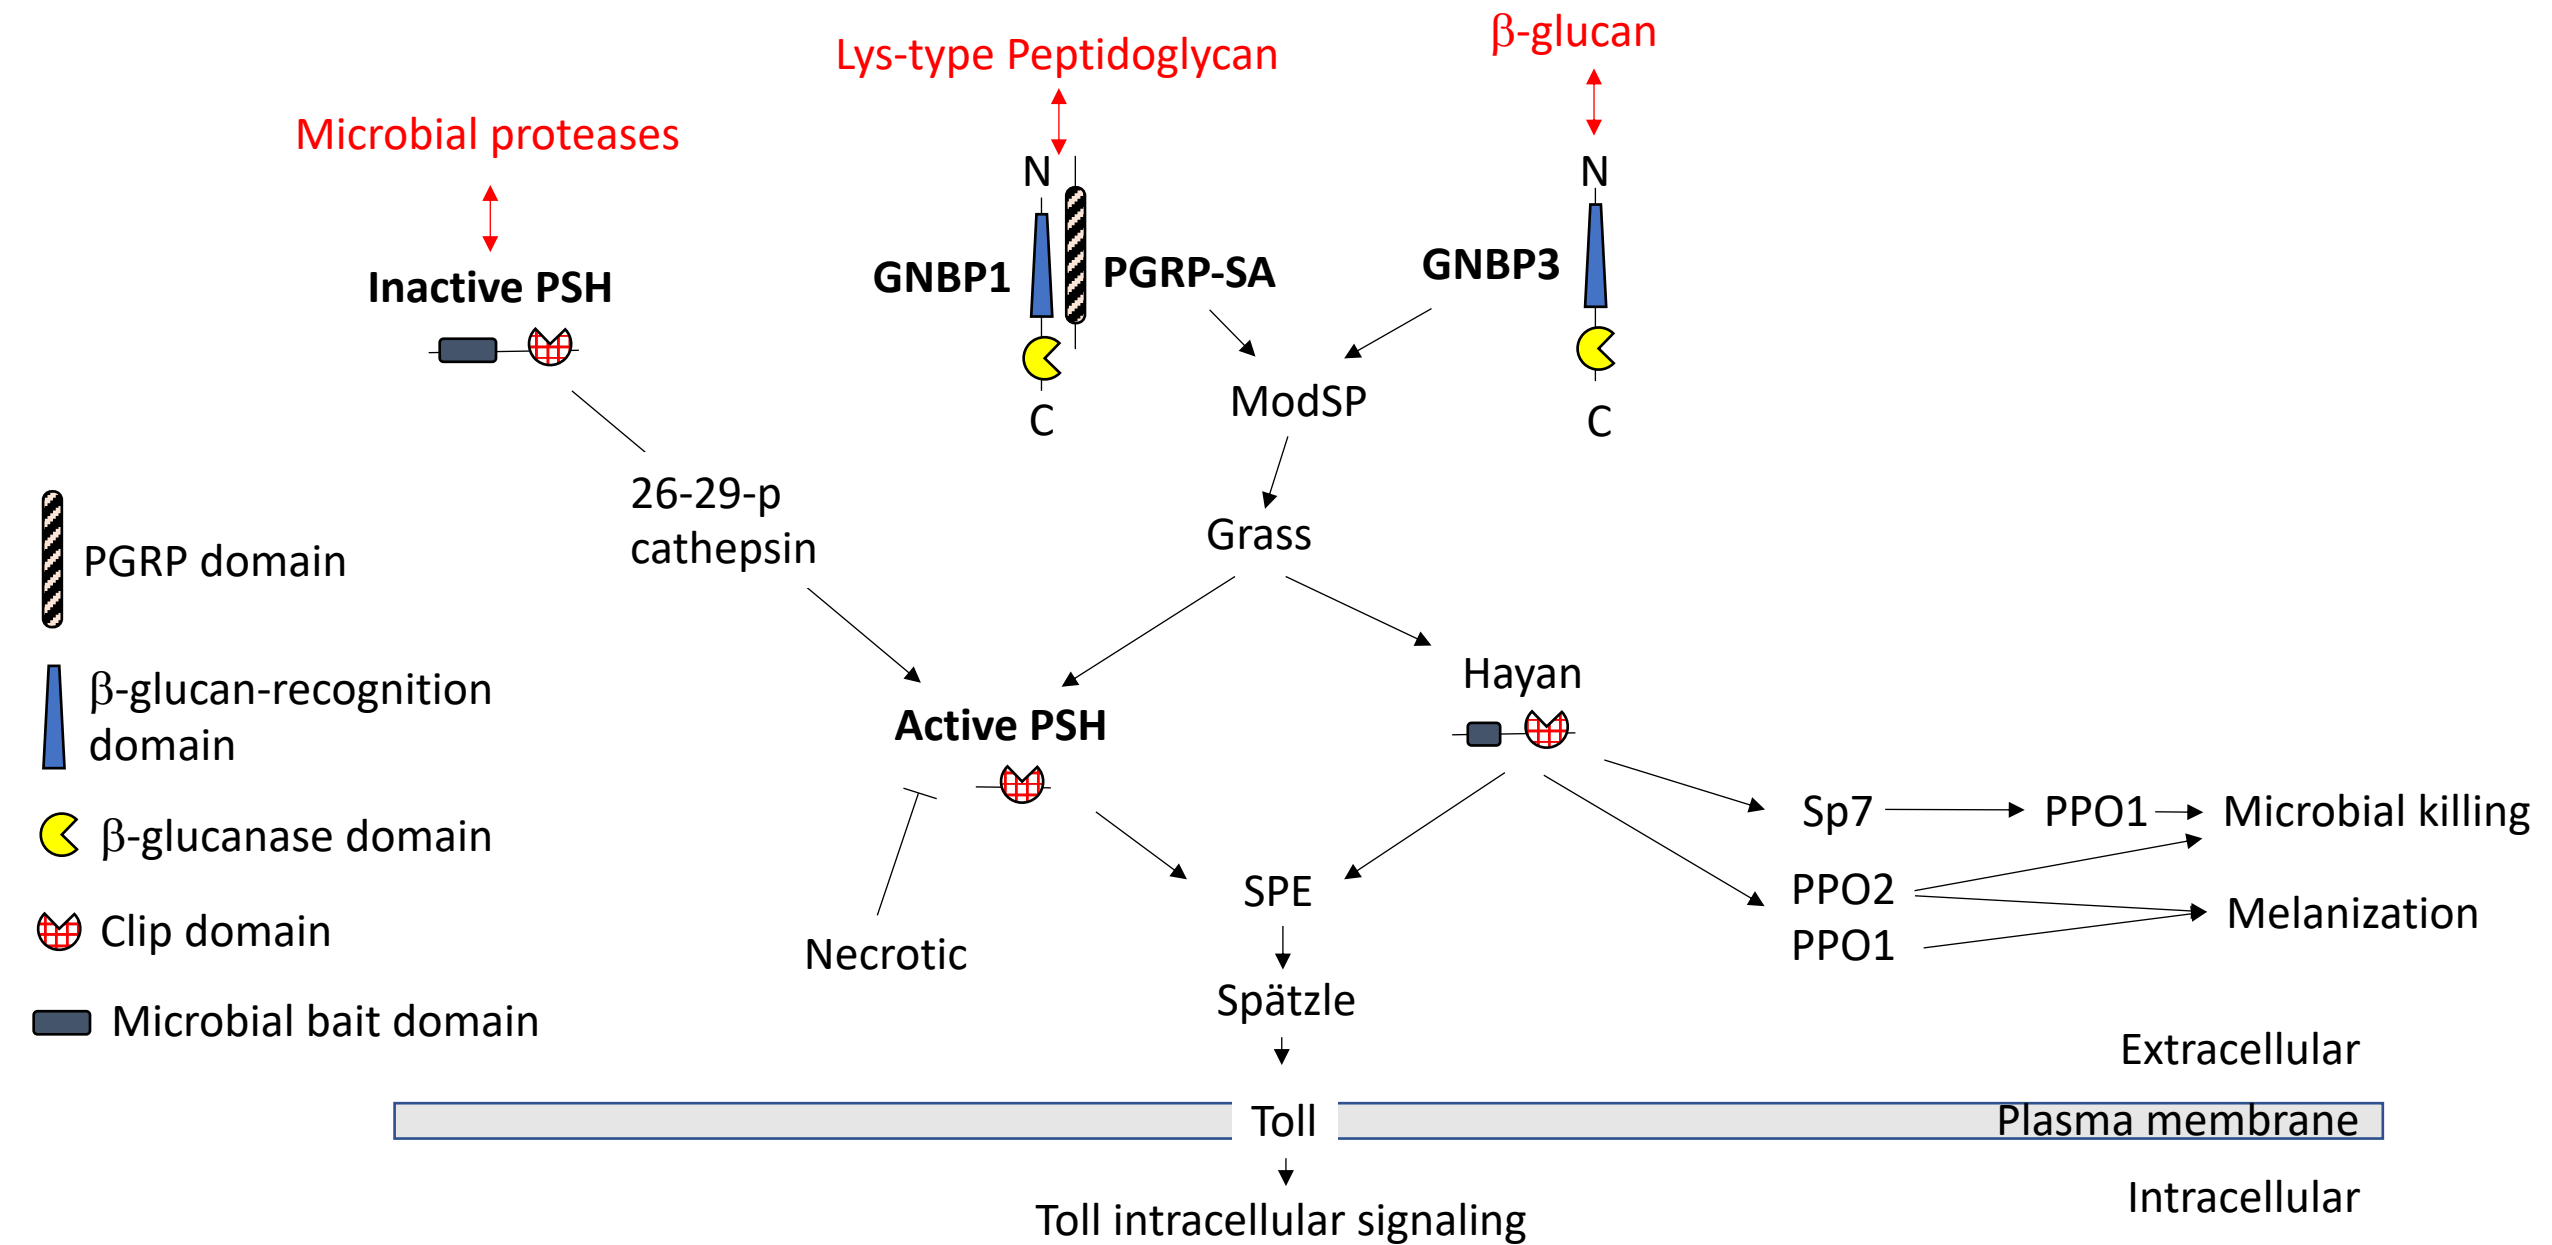 β-glucan
Lys-type Peptidoglycan
Microbial proteases
N
N
GNBP1
PGRP-SA
GNBP3
Inactive PSH
ModSP
C
C
26-29-p
cathepsin
Grass
PGRP domain
β-glucan-recognition
domain
β-glucanase domain
Clip domain
Microbial bait domain
Hayan
Active PSH
Sp7
PPO1
Microbial killing
SPE
PPO2
Melanization
PPO1
Necrotic
Spätzle
Extracellular
Toll
Plasma membrane
Intracellular
Toll intracellular signaling